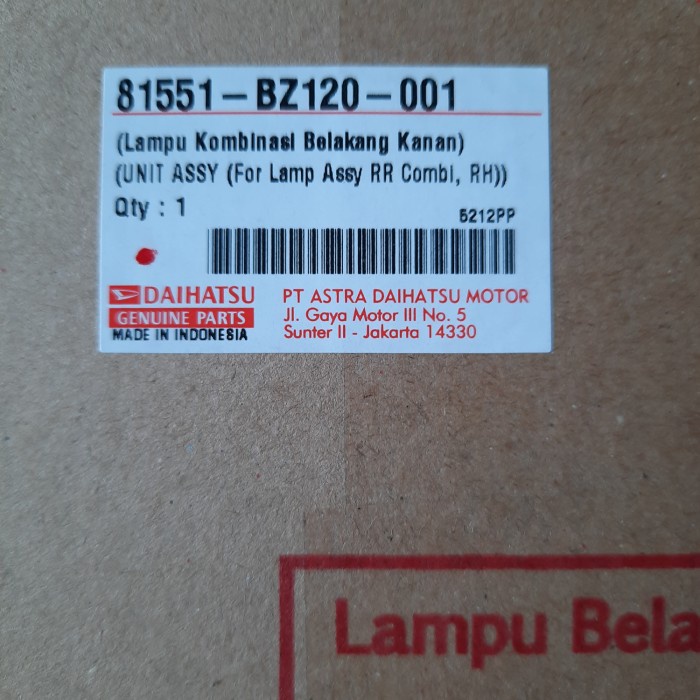 81551-BZ120-001
(Lampu Kombinasi Belakang Kanan)
(UNIT ASSY (For Lamp Assy RR Combi, RH))
Qty : 1
5212PP
DAIHATSU
GENUINE PARTS
MADE IN INDONESIA
PT ASTRA DAIHATSU MOTOR
Jl. Gaya Motor III No. 5
Sunter II - Jakarta 14330
Lampu Bela